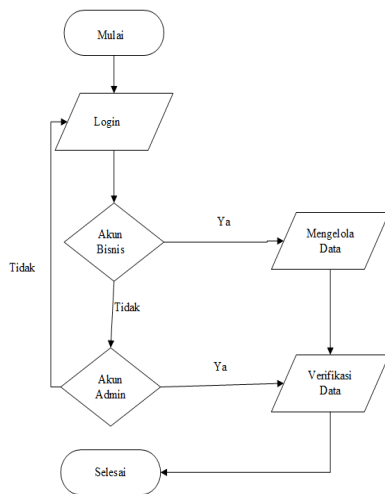 Mulai
Login
Akun
Bisnis
Ya
Mengelola
Data
Tidak
Tidak
Akun
Admin
Ya
Verifikasi
Data
Selesai